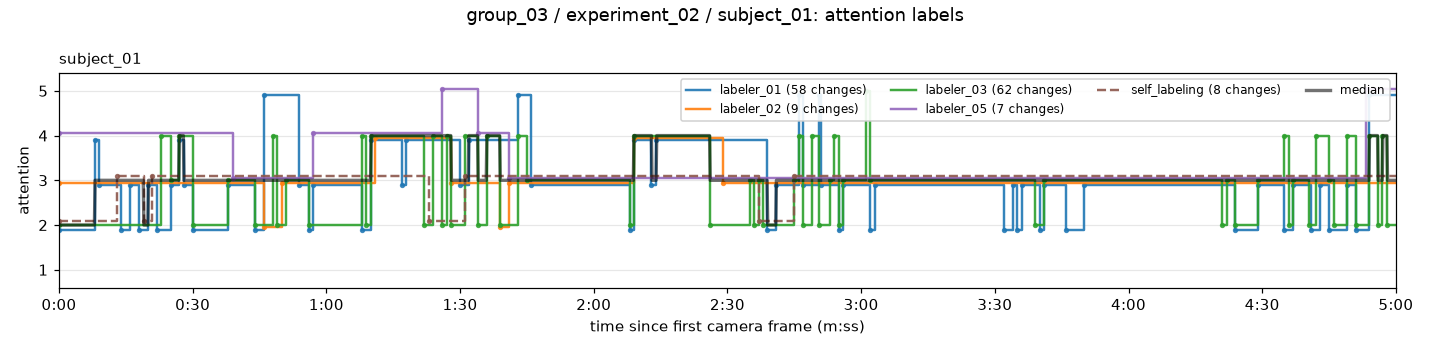 group_03 / experiment_02 / subject_01: attention labels
subject_01
labeler_01 (58 changes)
labeler_02 (9 changes)
labeler_03 (62 changes)
labeler_05 (7 changes)
self_labeling (8 changes)
median
attention
5
4
3
2
1
0:00 0:30 1:00 1:30 2:00 2:30 3:00 3:30 4:00 4:30 5:00
time since first camera frame (m:ss)